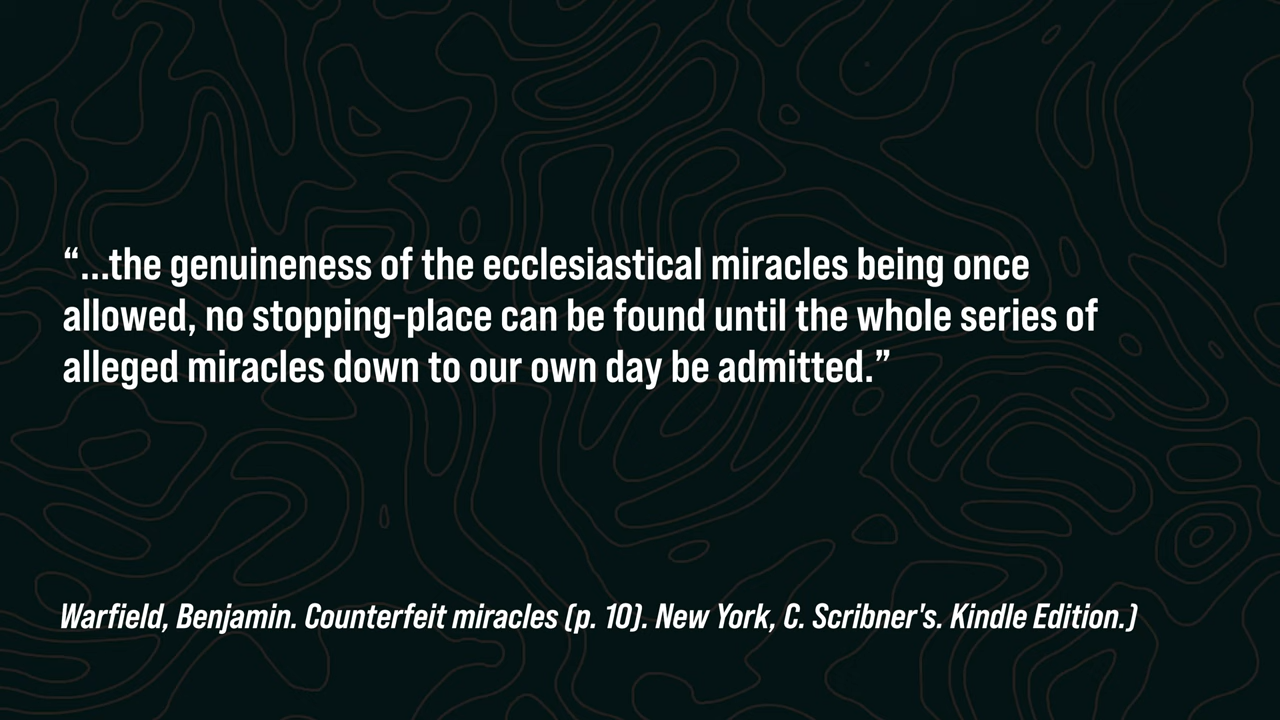 “...the genuineness of the ecclesiastical miracles being once
allowed, no stopping-place can be found until the whole series of
alleged miracles down to our own day be admitted.”
Warfield, Benjamin. Counterfeit miracles (p. 10). New York, C. Scribner's. Kindle Edition.)